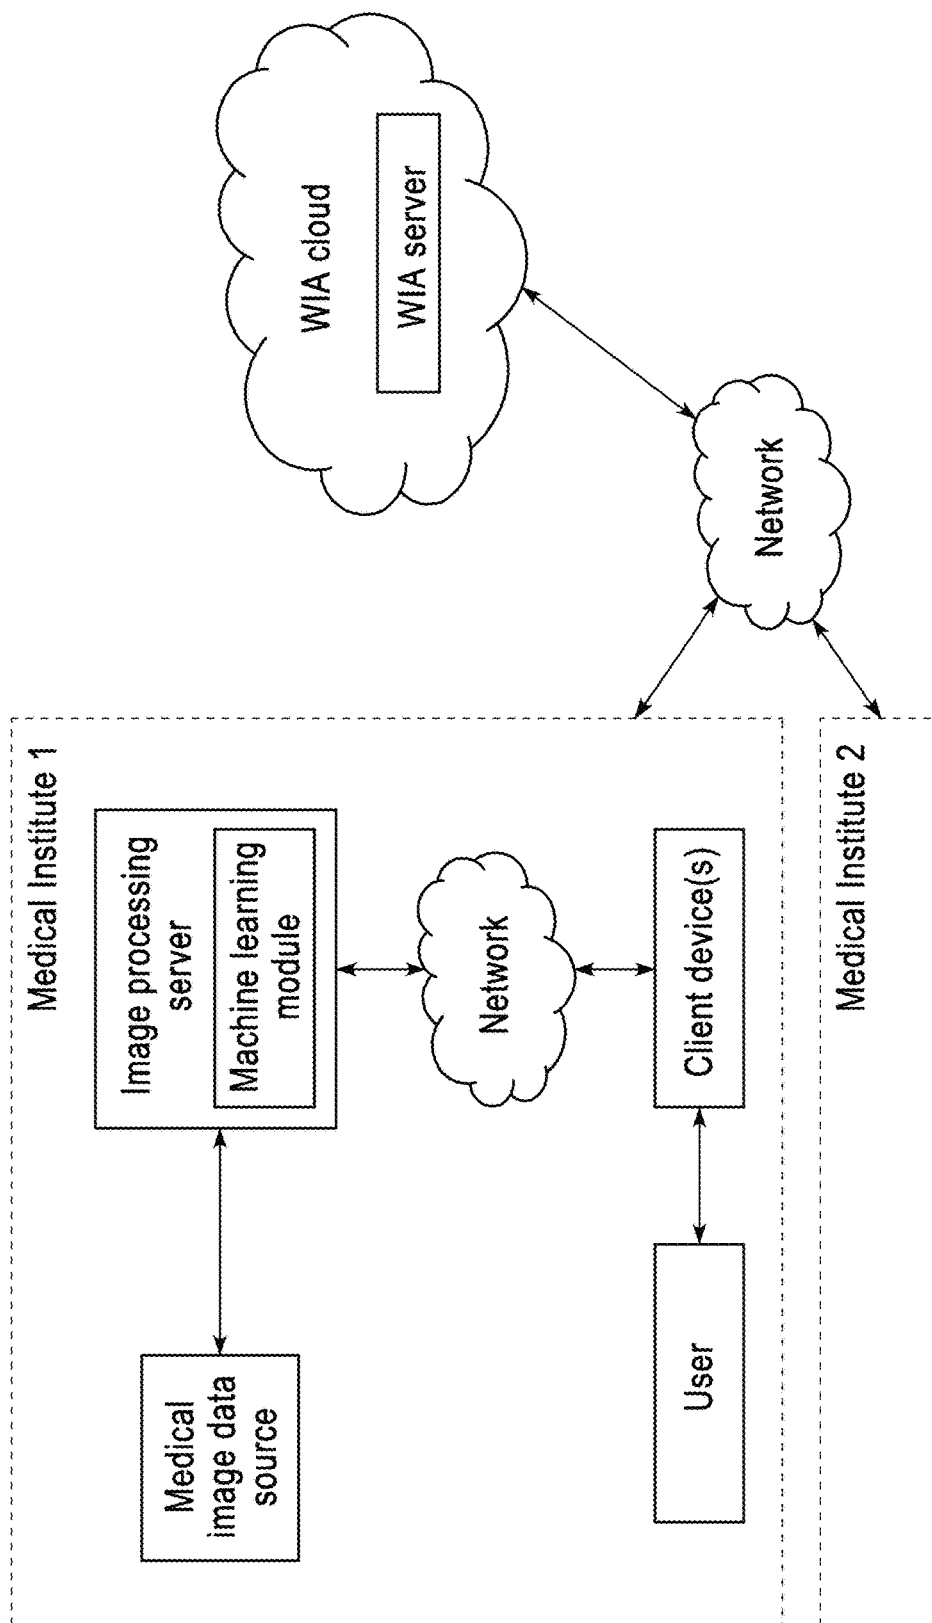 Medical Institute 1
Medical
image data
source
Image processing
server
Machine learning
module
Network
User
Client device(s)
Medical Institute 2
WIA cloud
WIA server
Network